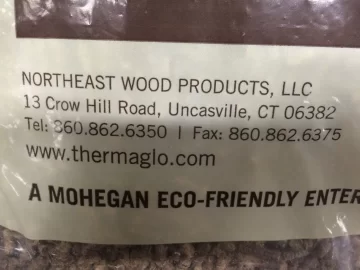 NORTHEAST WOOD PRODUCTS, LLC
13 Crow Hill Road, Uncasville, CT 06382
Tel: 860.862.6350 | Fax: 860.862.6375
www.thermaglo.com
A MOHEGAN ECO-FRIENDLY ENTER